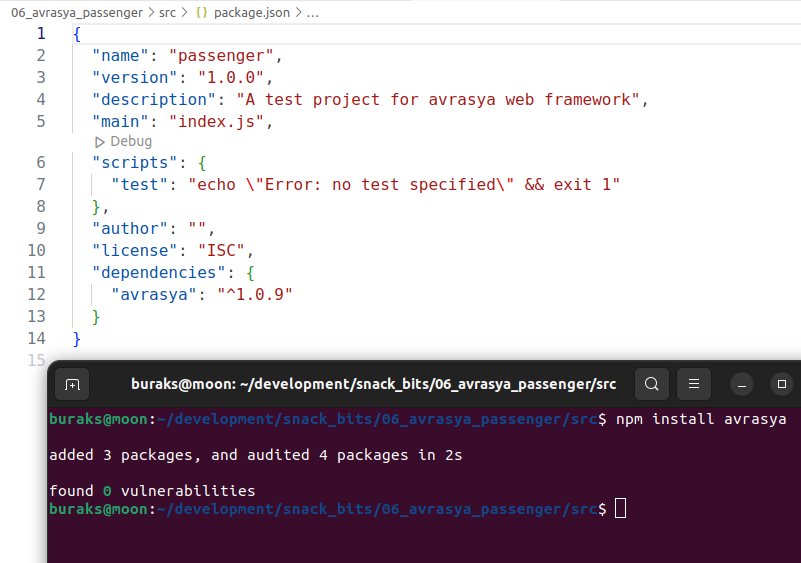 06_avrasya_passenger > src > {} package.json > ...
1 {
2 "name": "passenger",
3 "version": "1.0.0",
4 "description": "A test project for avrasya web framework",
5 "main": "index.js",
Debug
6 "scripts": {
7 "test": "echo \"Error: no test specified\" && exit 1"
8 },
9 "author": "",
10 "license": "ISC",
11 "dependencies": {
12 "avrasya": "^1.0.9"
13 }
14 }
15
buraks@moon: ~/development/snack_bits/06_avrasya_passenger/src
buraks@moon:~/development/snack_bits/06_avrasya_passenger/src$ npm install avrasya
added 3 packages, and audited 4 packages in 2s
found 0 vulnerabilities
buraks@moon:~/development/snack_bits/06_avrasya_passenger/src$